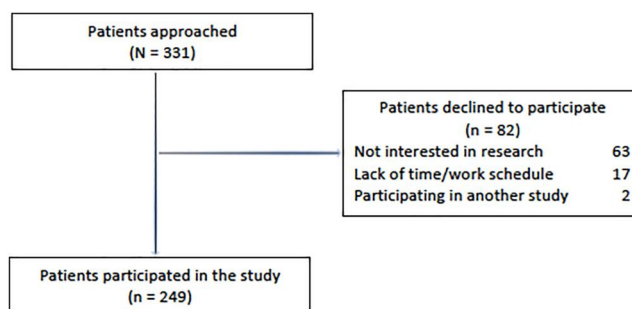 Patients approached
(N = 331)
Patients declined to participate
(n = 82)
Not interested in research 63
Lack of time/work schedule 17
Participating in another study 2
Patients participated in the study
(n = 249)